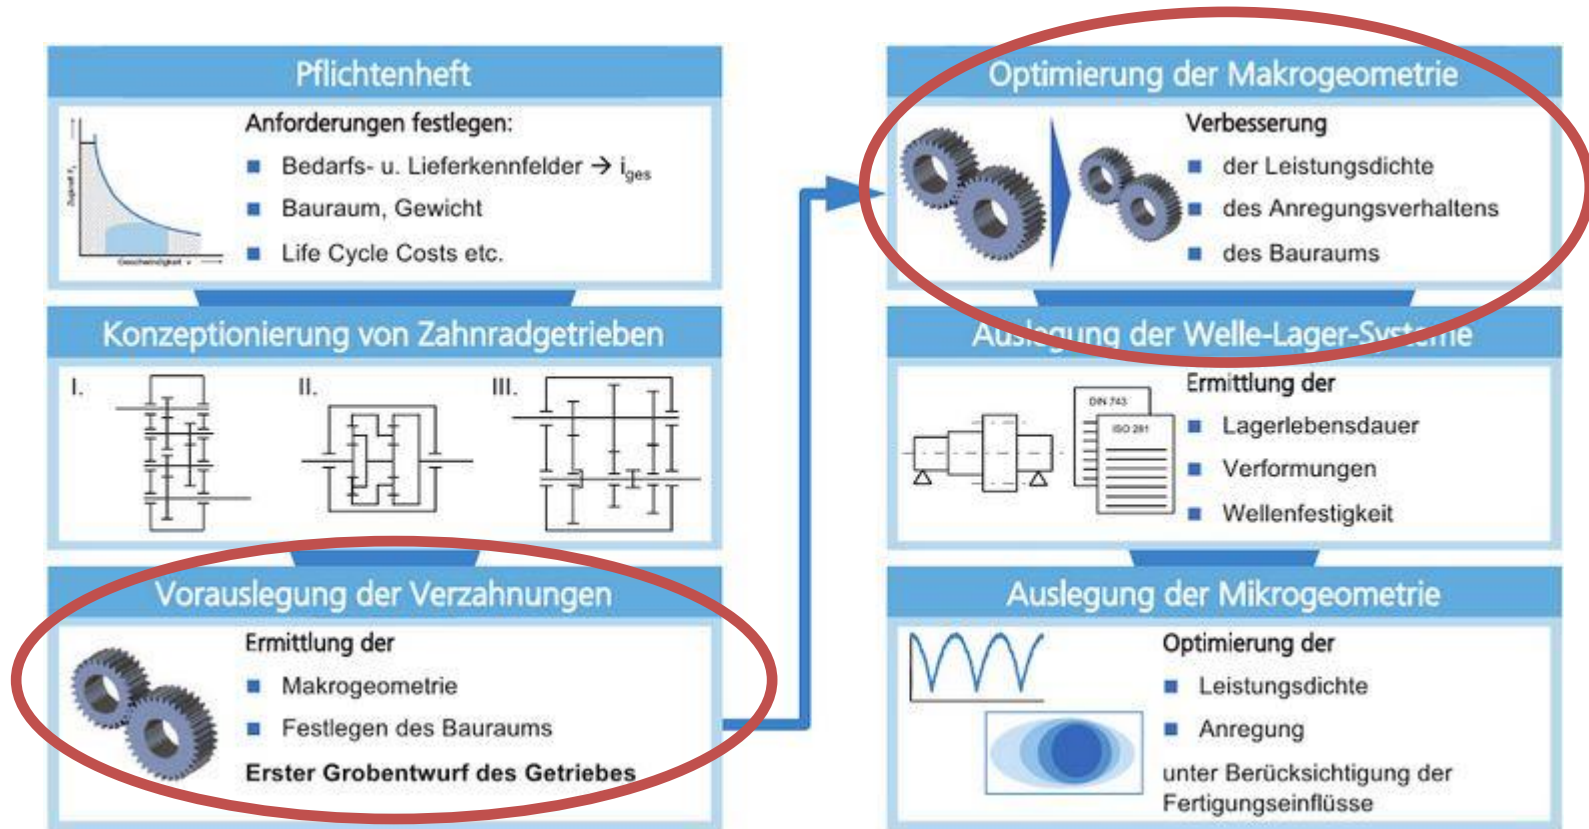 Pflichtenheft
Zugkraft F
Geschwindigkeit v
Anforderungen festlegen:
Bedarfs- u. Lieferkennfelder → iges
Bauraum, Gewicht
Life Cycle Costs etc.
Konzeptionierung von Zahnradgetrieben
I.
II.
III.
Vorauslegung der Verzahnungen
Ermittlung der
Makrogeometrie
Festlegen des Bauraums
Erster Grobentwurf des Getriebes
Optimierung der Makrogeometrie
Verbesserung
der Leistungsdichte
des Anregungsverhaltens
des Bauraums
Auslegung der Welle-Lager-Systeme
DIN 743
ISO 281
Ermittlung der
Lagerlebensdauer
Verformungen
Wellenfestigkeit
Auslegung der Mikrogeometrie
Optimierung der
Leistungsdichte
Anregung
unter Berücksichtigung der
Fertigungseinflüsse